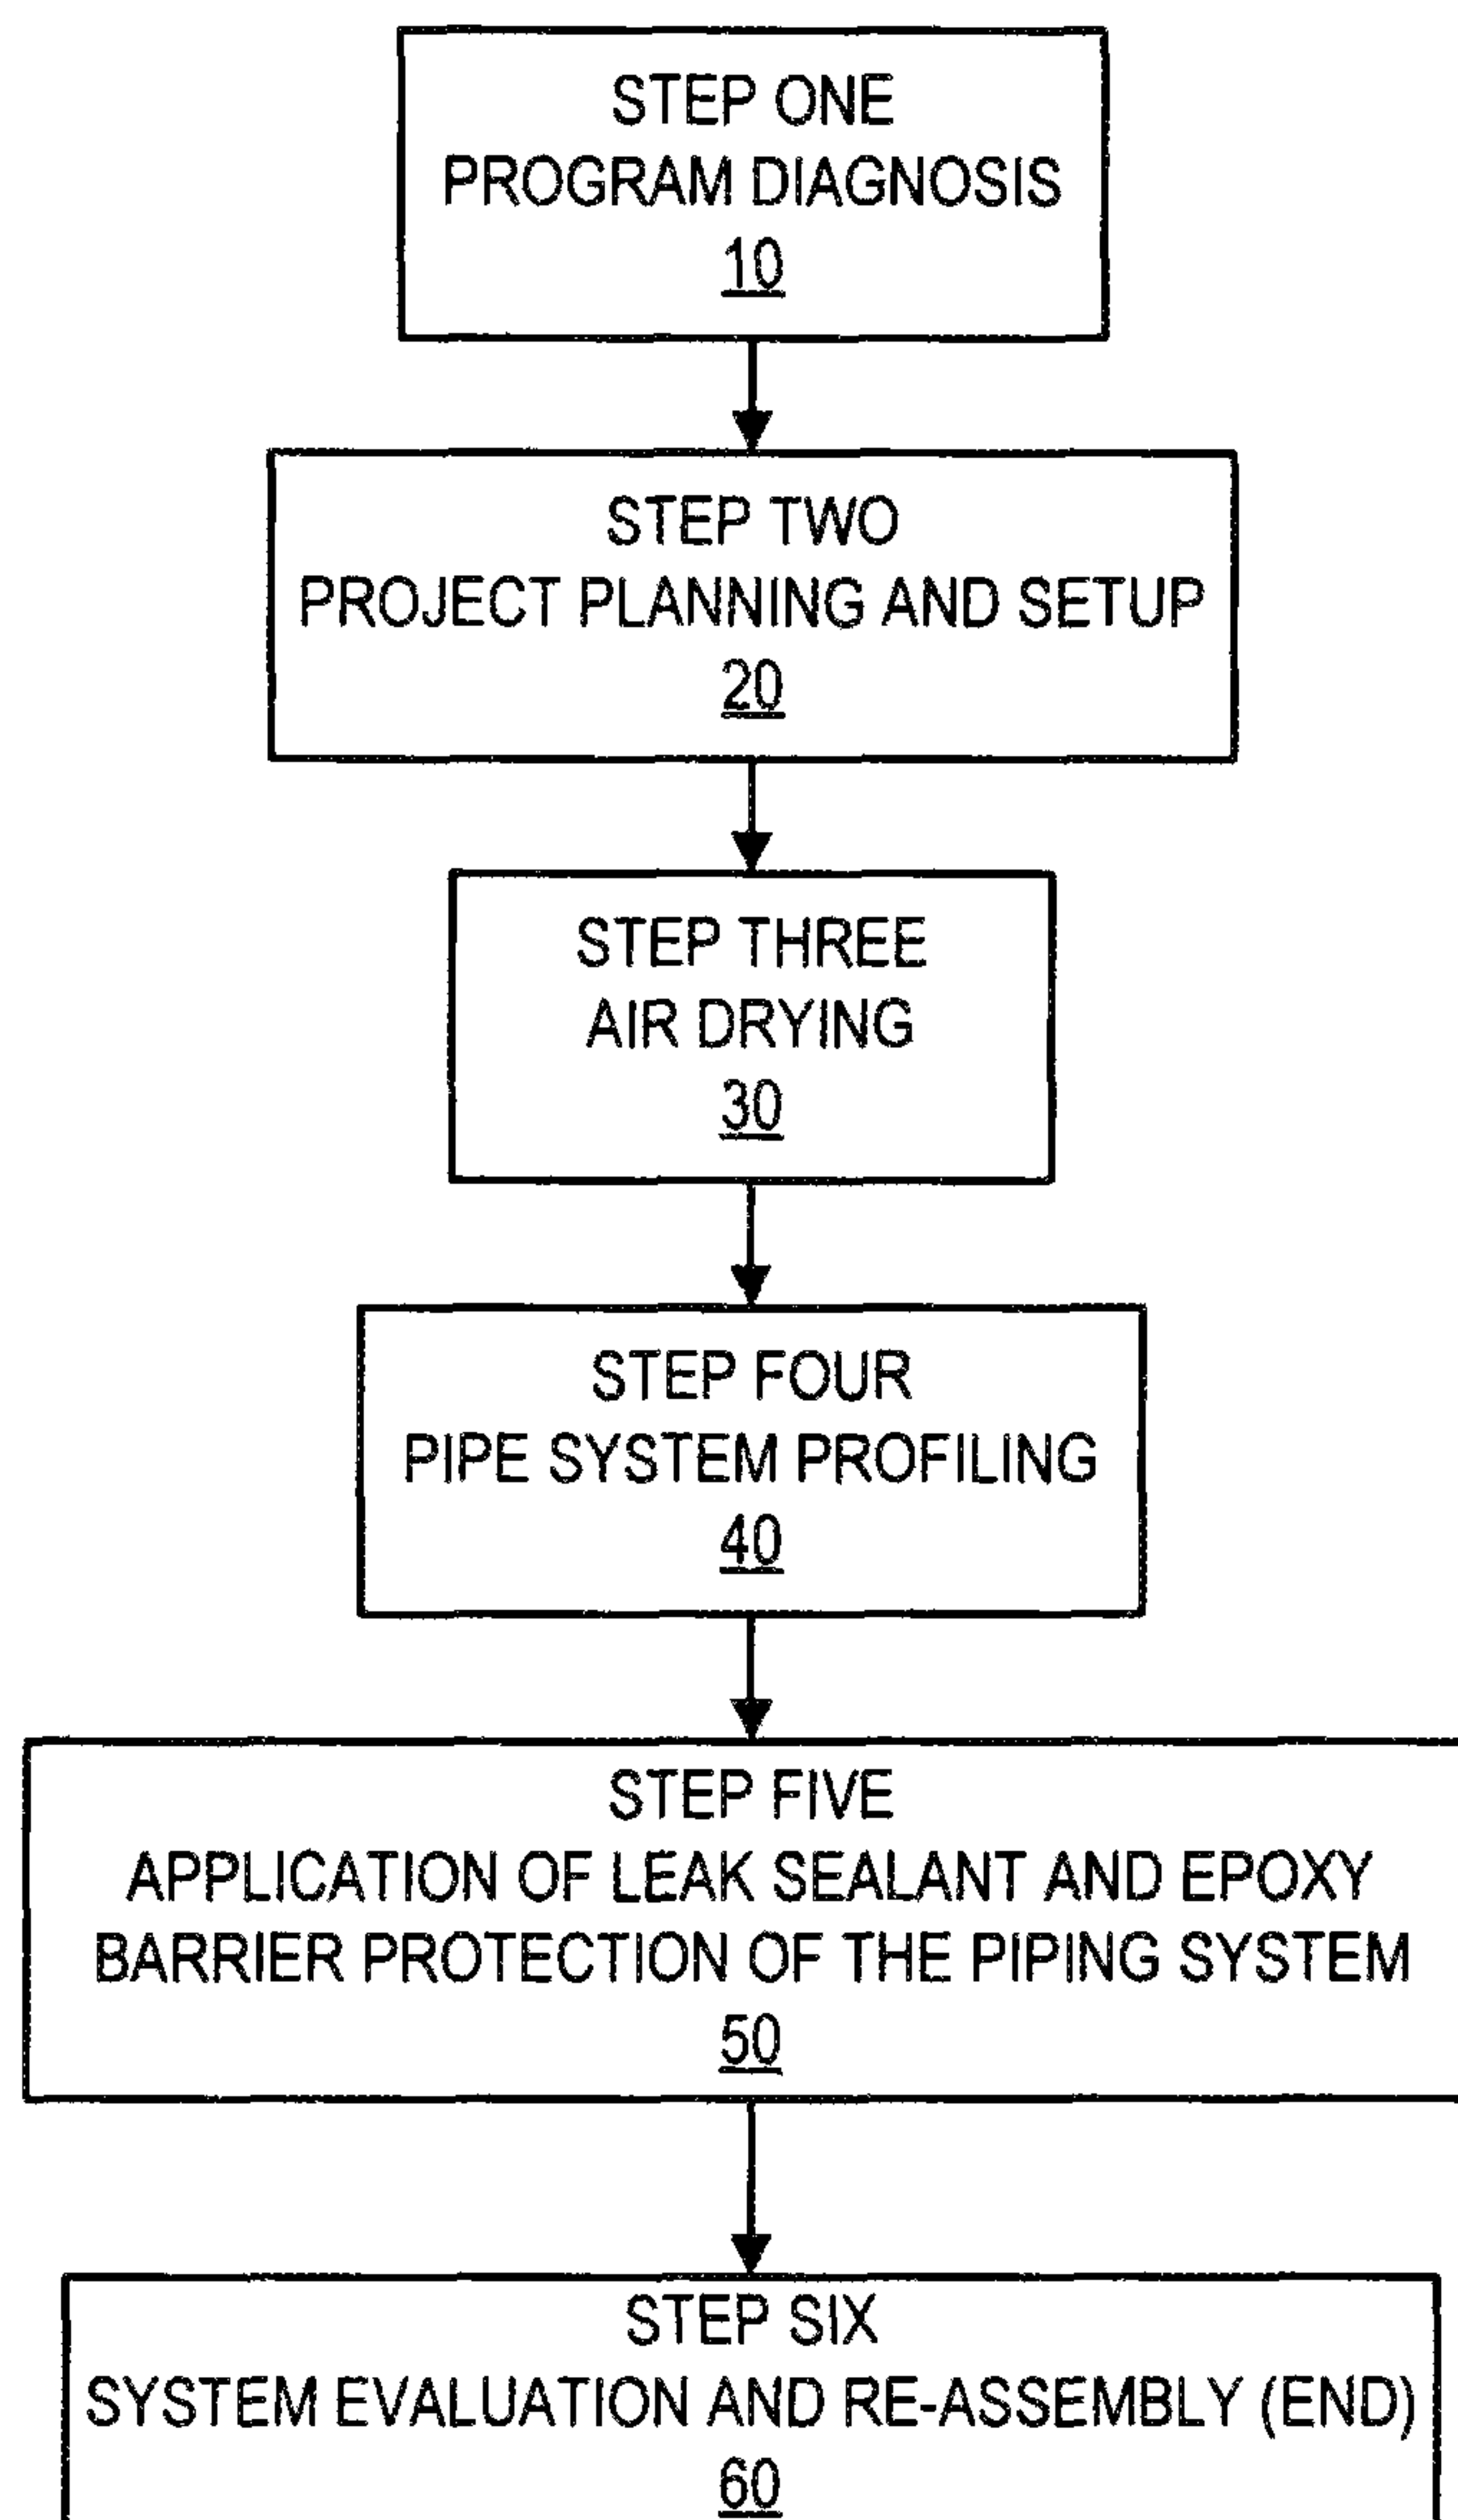 STEP ONE
PROGRAM DIAGNOSIS
10
STEP TWO
PROJECT PLANNING AND SETUP
20
STEP THREE
AIR DRYING
30
STEP FOUR
PIPE SYSTEM PROFILING
40
STEP FIVE
APPLICATION OF LEAK SEALANT AND EPOXY
BARRIER PROTECTION OF THE PIPING SYSTEM
50
STEP SIX
SYSTEM EVALUATION AND RE-ASSEMBLY (END)
60